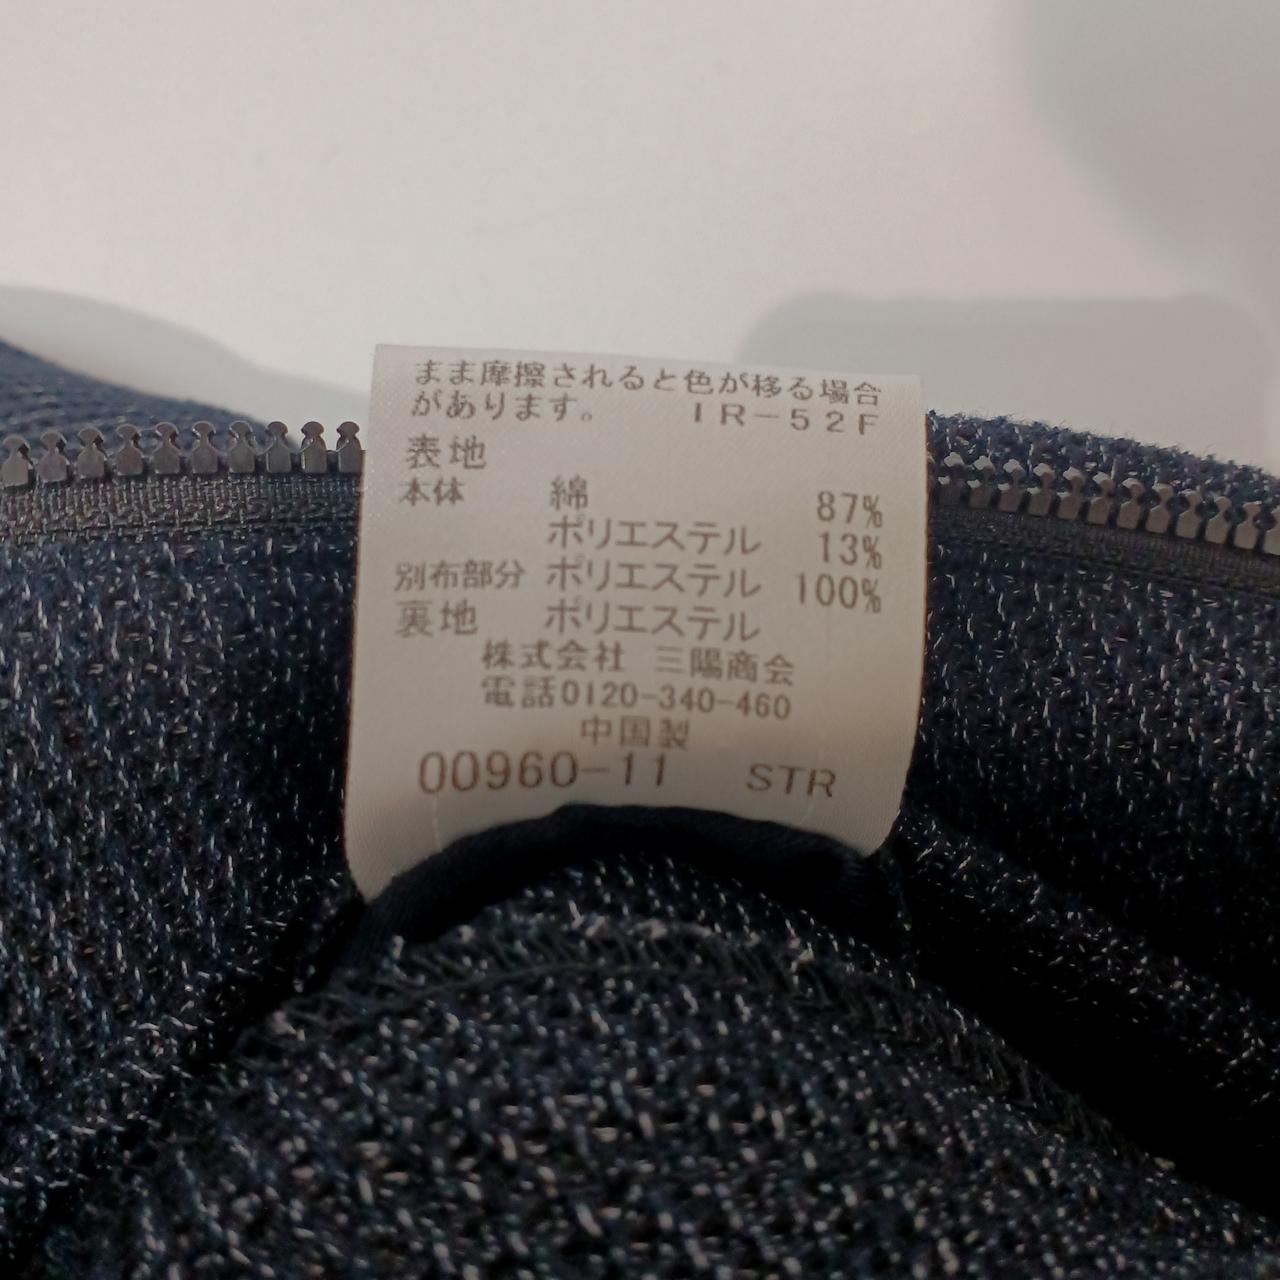 まま摩擦されると色が移る場合
があります。 IR-52F
表地
本体 綿 87%
ポリエステル 13%
別布部分 ポリエステル 100%
裏地 ポリエステル
株式会社 三陽商会
電話0120-340-460
中国製
00960-11 STR